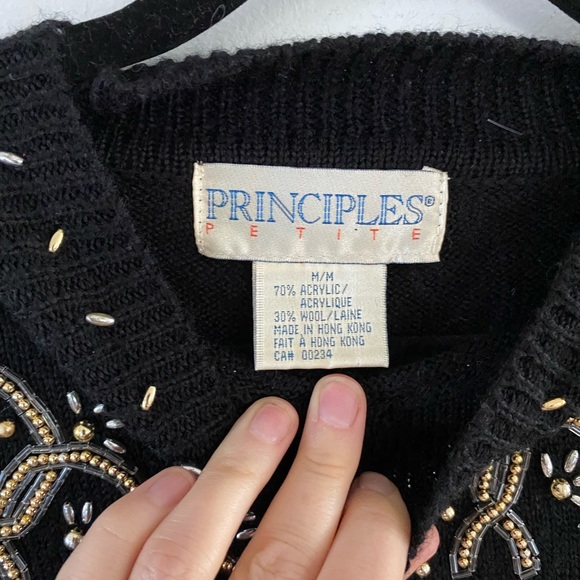 PRINCIPLES®
PETITE
M/M
70% ACRYLIC/
ACRYLIQUE
30% WOOL/LAINE
MADE IN HONG KONG
FAIT À HONG KONG
CA# 00234